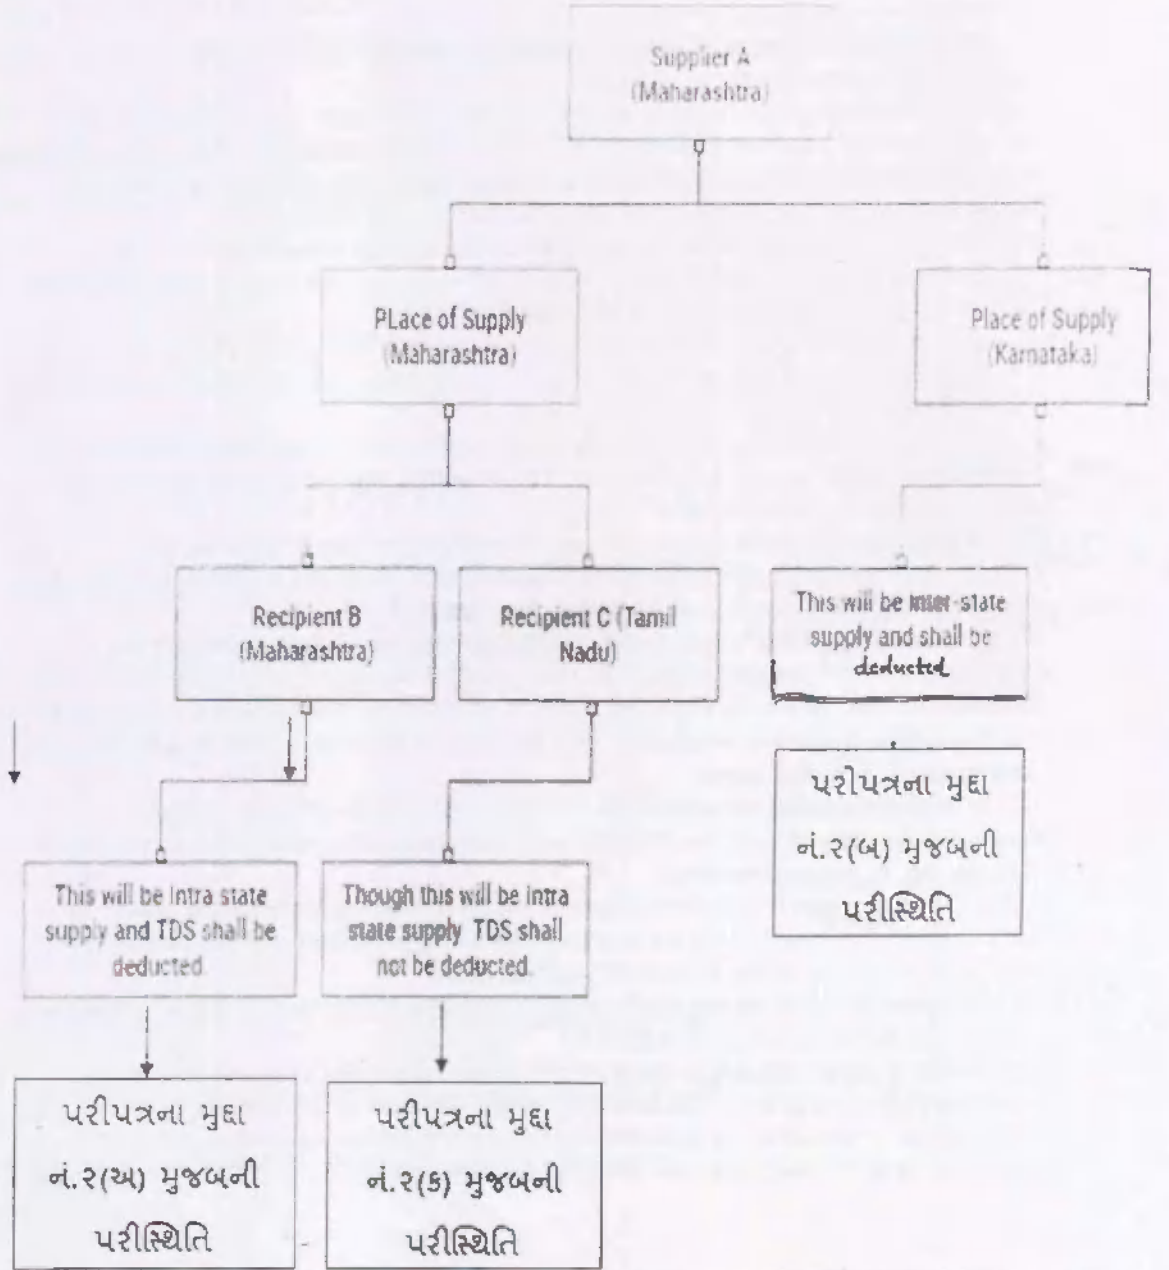 Supplier A
(Maharashtra)
PLace of Supply
(Maharashtra)
Place of Supply
(Karnataka)
Recipient B
(Maharashtra)
Recipient C (Tamil
Nadu)
This will be Inter-state
supply and shall be
deducted
પરીપત્રના મુદ્દા
નં.૨(બ) મુજબની
પરીસ્થિતિ
This will be Intra state
supply and TDS shall be
deducted.
Though this will be Intra
state supply TDS shall
not be deducted.
પરીપત્રના મુદ્દા
નં.૨(અ) મુજબની
પરીસ્થિતિ
પરીપત્રના મુદ્દા
નં.૨(ક) મુજબની
પરીસ્થિતિ